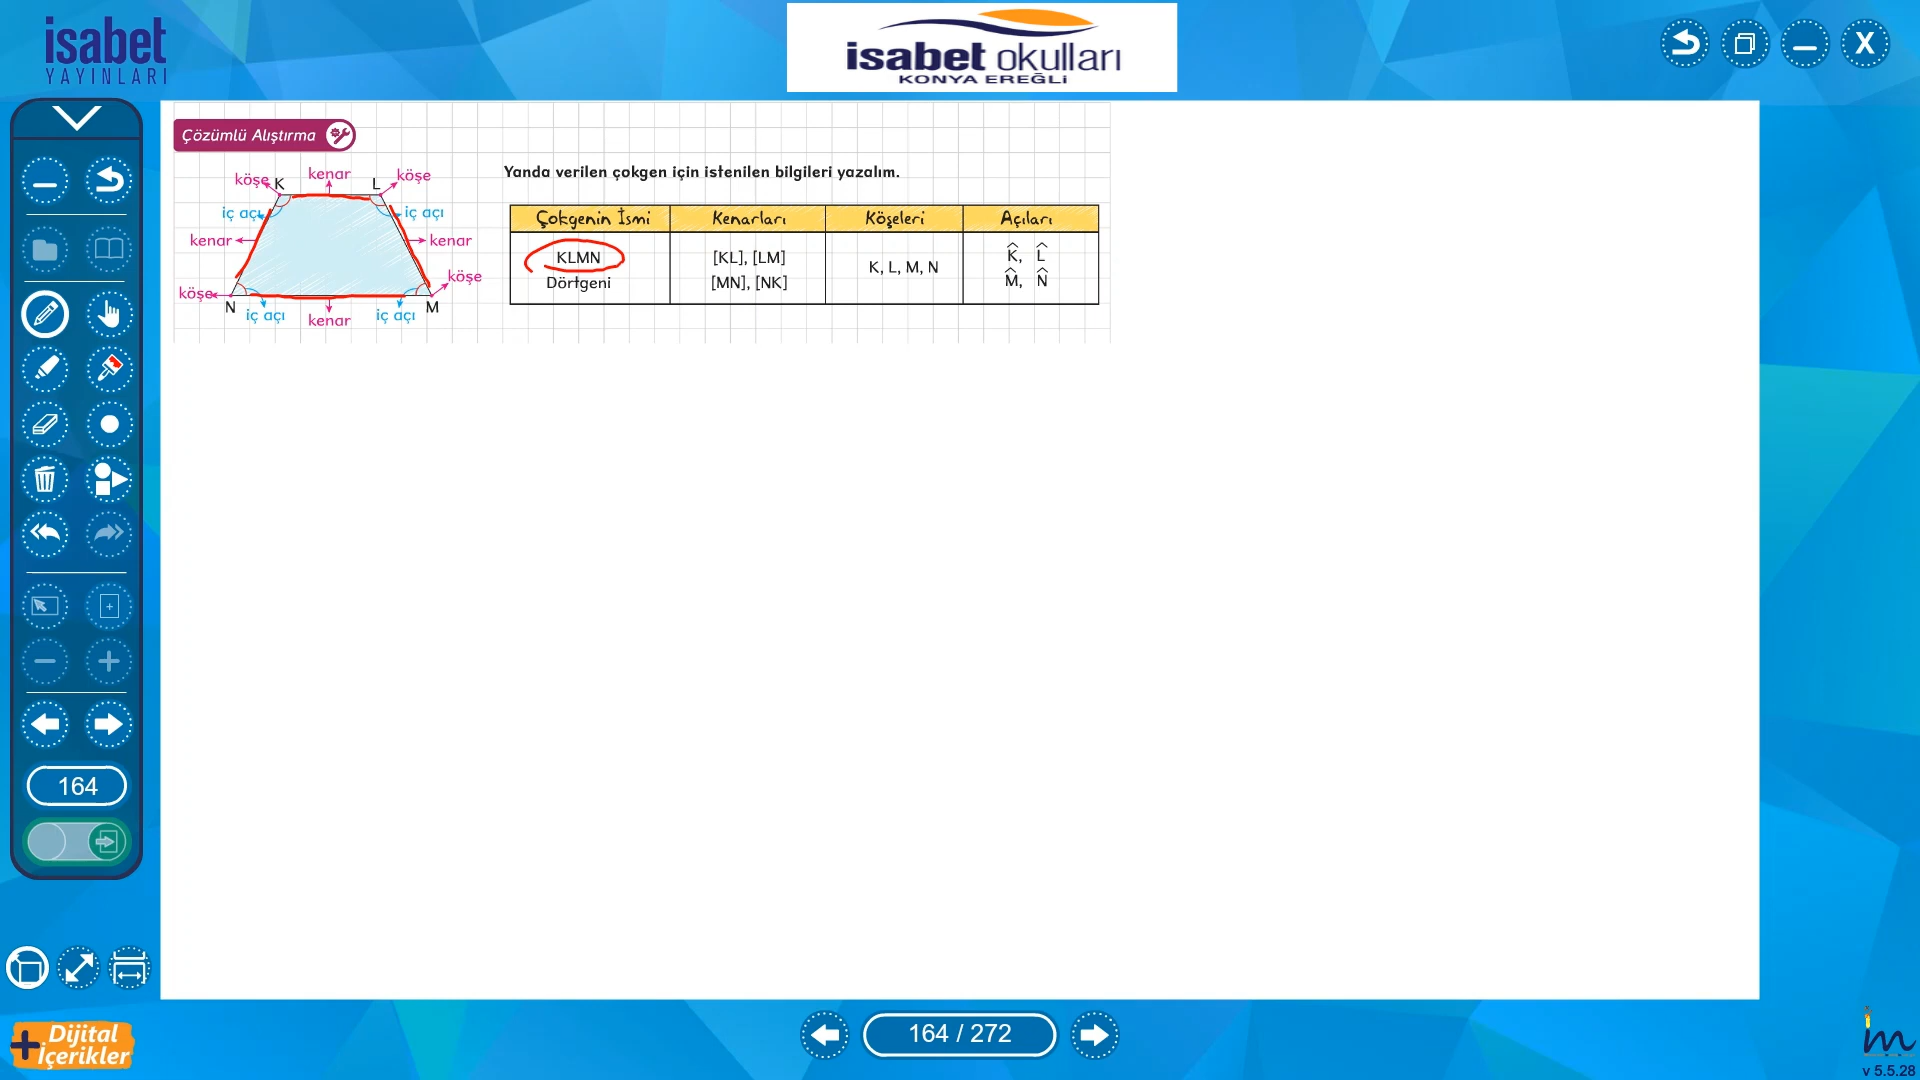 isabet
YAYINLARI
isabet okulları
KONYA EREĞLİ
X
Çözümlü Alıştırma
Yanda verilen çokgen için istenilen bilgileri yazalım.
köşe K kenar L köşe
iç açı iç açı
kenar kenar
köşe köşe
N iç açı kenar iç açı M
Çokgenin İsmi Kenarları Köşeleri Açıları
KLMN [KL], [LM] K, L, M, N K̂, L̂
Dörtgeni [MN], [NK] M̂, N̂
164
164 / 272
+ Dijital
İçerikler
im
v 5.5.28